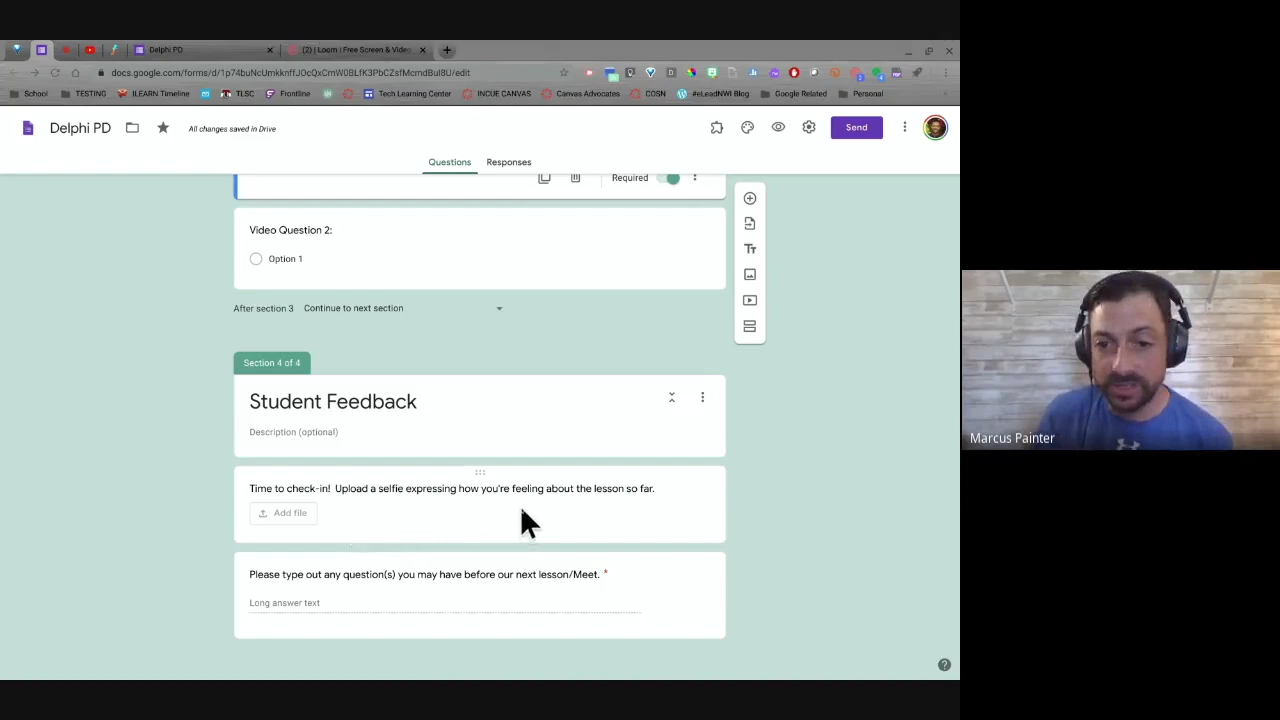 Delphi PD
(2) | Loom | Free Screen & Video
docs.google.com/forms/d/1p74buNcUmkknffJOcQxCmW0BLfK3PbCZsfMcmdBuI8U/edit
School
TESTING
ILEARN Timeline
TLSC
Frontline
Tech Learning Center
INCUE CANVAS
Canvas Advocates
COSN
#eLeadNWI Blog
Google Related
Personal
Delphi PD
All changes saved in Drive
Send
Questions
Responses
Required
Video Question 2:
Option 1
After section 3 Continue to next section
Section 4 of 4
Student Feedback
Description (optional)
Time to check-in! Upload a selfie expressing how you're feeling about the lesson so far.
Add file
Please type out any question(s) you may have before our next lesson/Meet. *
Long answer text
Marcus Painter